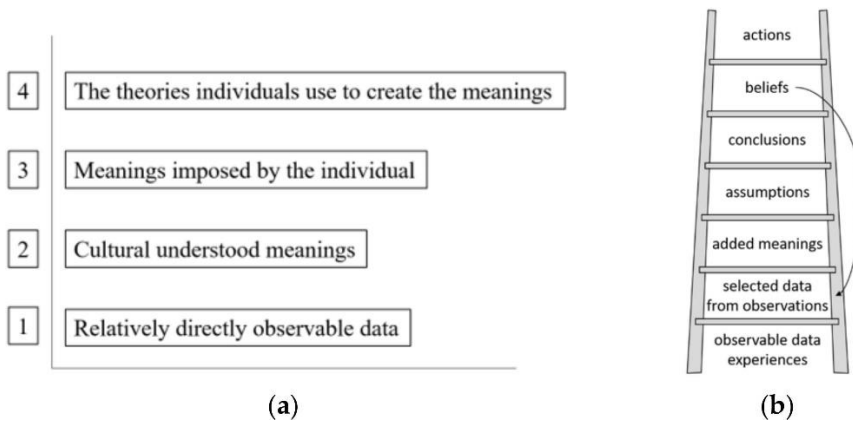 4
The theories individuals use to create the meanings
3
Meanings imposed by the individual
2
Cultural understood meanings
1
Relatively directly observable data
(a)
actions
beliefs
conclusions
assumptions
added meanings
selected data
from observations
observable data
experiences
(b)